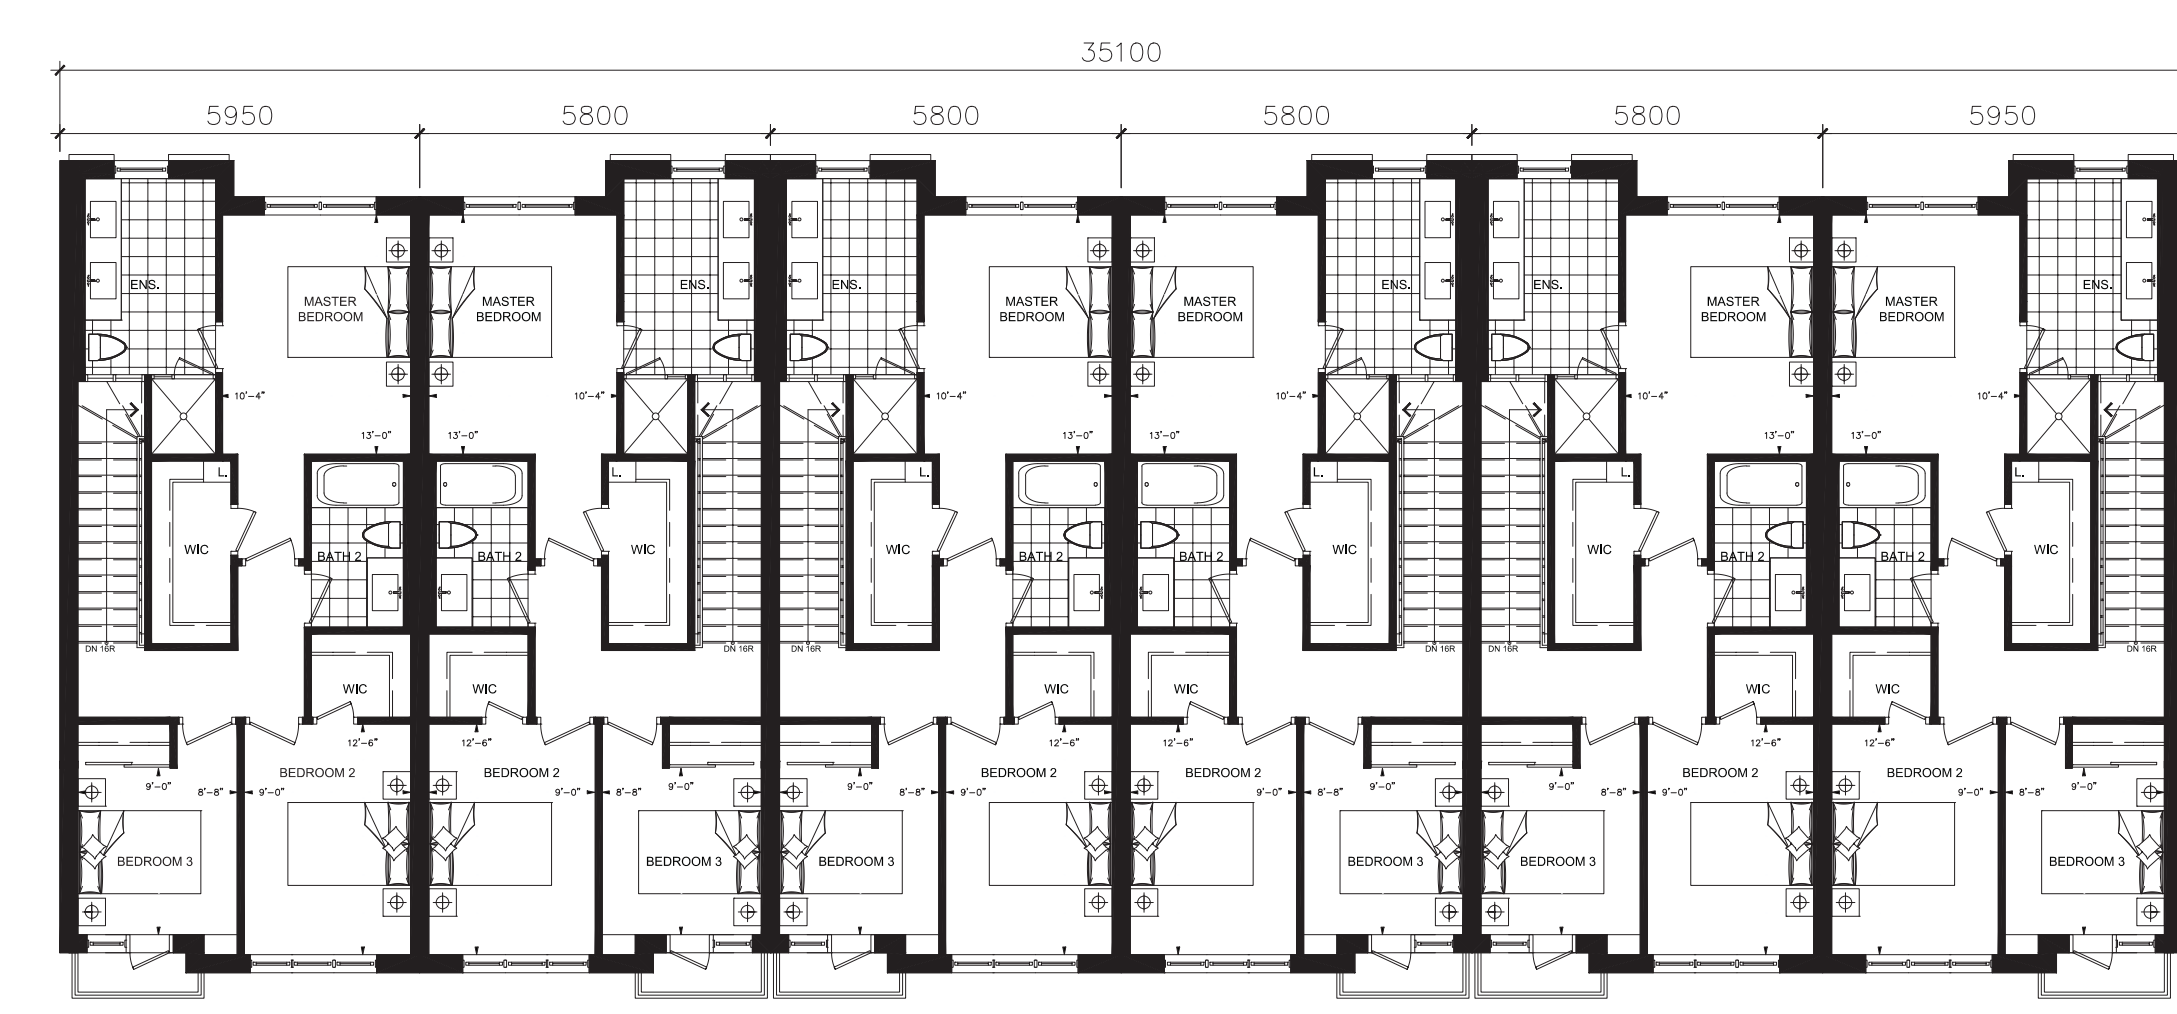 35100
5950 5800 5800 5800 5800 5950
ENS. ENS. ENS. ENS. ENS. ENS.
MASTER MASTER MASTER MASTER MASTER MASTER
BEDROOM BEDROOM BEDROOM BEDROOM BEDROOM BEDROOM
10'-4" 10'-4" 10'-4" 10'-4" 10'-4" 10'-4"
13'-0" 13'-0" 13'-0" 13'-0" 13'-0" 13'-0"
L. L. L. L. L. L.
WIC WIC WIC WIC WIC WIC
BATH 2 BATH 2 BATH 2 BATH 2 BATH 2 BATH 2
DN 16R DN 16R DN 16R DN 16R DN 16R DN 16R
WIC WIC WIC WIC WIC WIC
12'-6" 12'-6" 12'-6" 12'-6" 12'-6" 12'-6"
BEDROOM 2 BEDROOM 2 BEDROOM 2 BEDROOM 2 BEDROOM 2 BEDROOM 2
9'-0" 9'-0" 9'-0" 9'-0" 9'-0" 9'-0"
8'-8" 9'-0" 9'-0" 8'-8" 8'-8" 9'-0" 9'-0" 8'-8" 8'-8" 9'-0" 9'-0" 8'-8"
BEDROOM 3 BEDROOM 3 BEDROOM 3 BEDROOM 3 BEDROOM 3 BEDROOM 3